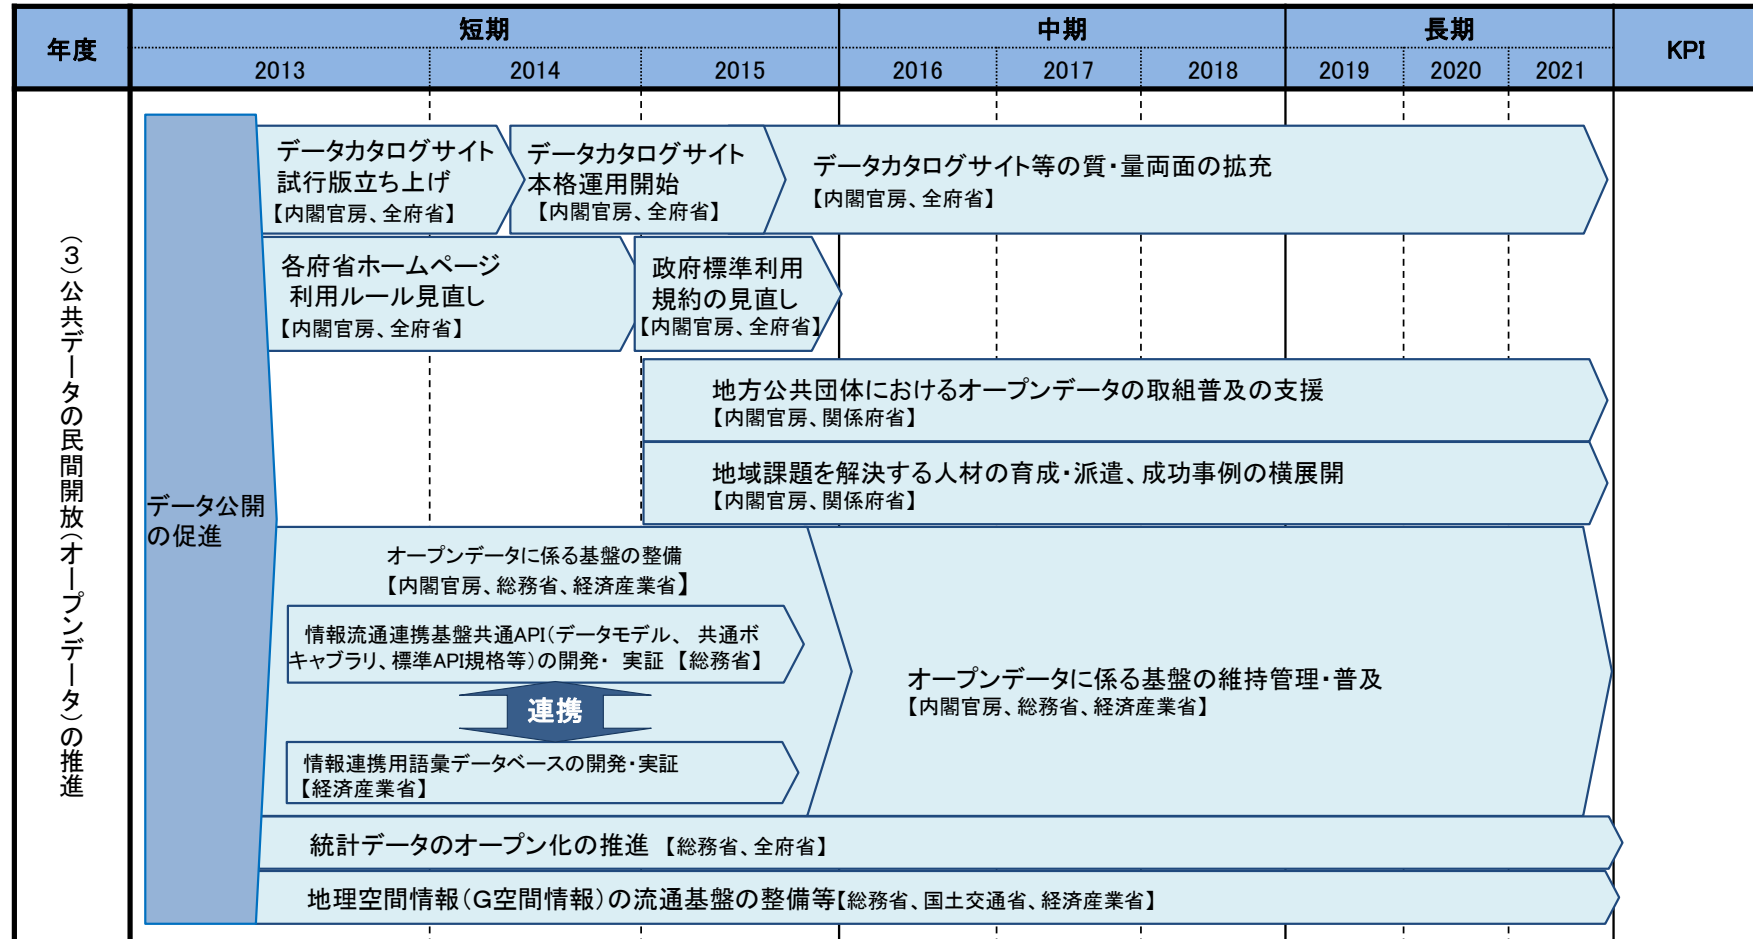 年度
短期
中期
長期
KPI
2013
2014
2015
2016
2017
2018
2019
2020
2021
(3)公共データの民間開放(オープンデータ)の推進
データ公開
の促進
データカタログサイト
試行版立ち上げ
【内閣官房、全府省】
データカタログサイト
本格運用開始
【内閣官房、全府省】
データカタログサイト等の質・量両面の拡充
【内閣官房、全府省】
各府省ホームページ
利用ルール見直し
【内閣官房、全府省】
政府標準利用
規約の見直し
【内閣官房、全府省】
地方公共団体におけるオープンデータの取組普及の支援
【内閣官房、関係府省】
地域課題を解決する人材の育成・派遣、成功事例の横展開
【内閣官房、関係府省】
オープンデータに係る基盤の整備
【内閣官房、総務省、経済産業省】
情報流通連携基盤共通API(データモデル、 共通ボ
キャブラリ、標準API規格等)の開発・ 実証 【総務省】
連携
情報連携用語彙データベースの開発・実証
【経済産業省】
オープンデータに係る基盤の維持管理・普及
【内閣官房、総務省、経済産業省】
統計データのオープン化の推進 【総務省、全府省】
地理空間情報(G空間情報)の流通基盤の整備等【総務省、国土交通省、経済産業省】